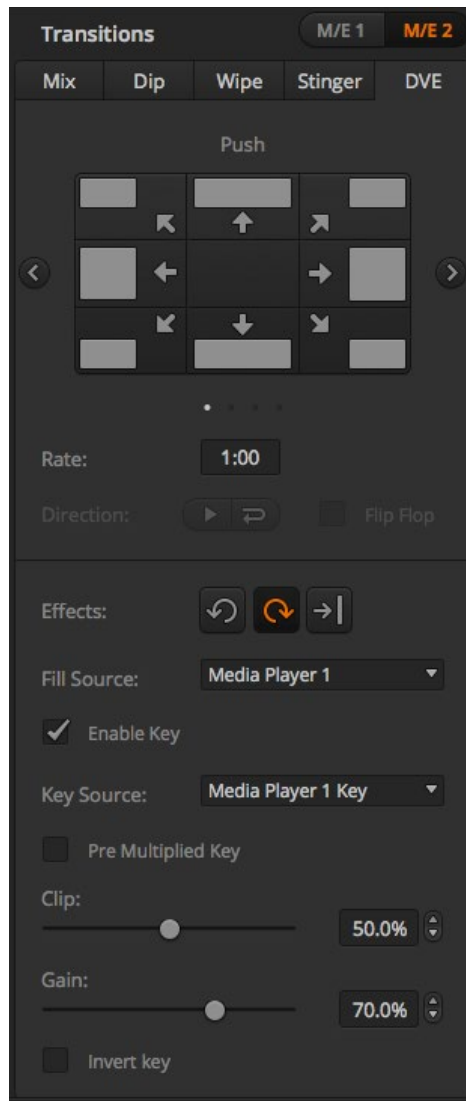 Transitions M/E 1 M/E 2
Mix Dip Wipe Stinger DVE
Push
Rate: 1:00
Direction: Flip Flop
Effects:
Fill Source: Media Player 1
Enable Key
Key Source: Media Player 1 Key
Pre Multiplied Key
Clip:
50.0%
Gain:
70.0%
Invert key